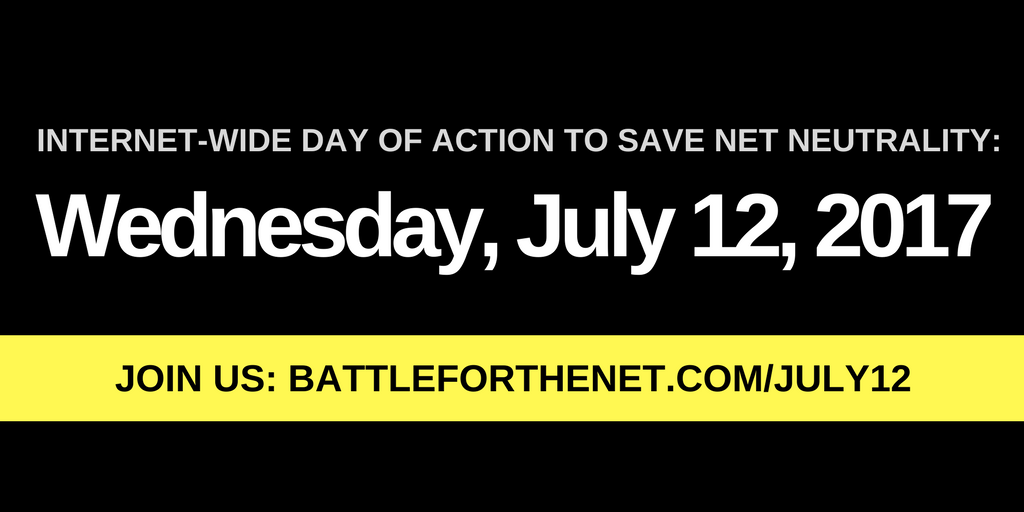 INTERNET-WIDE DAY OF ACTION TO SAVE NET NEUTRALITY:
Wednesday, July 12, 2017
JOIN US: BATTLEFORTHENET.COM/JULY12